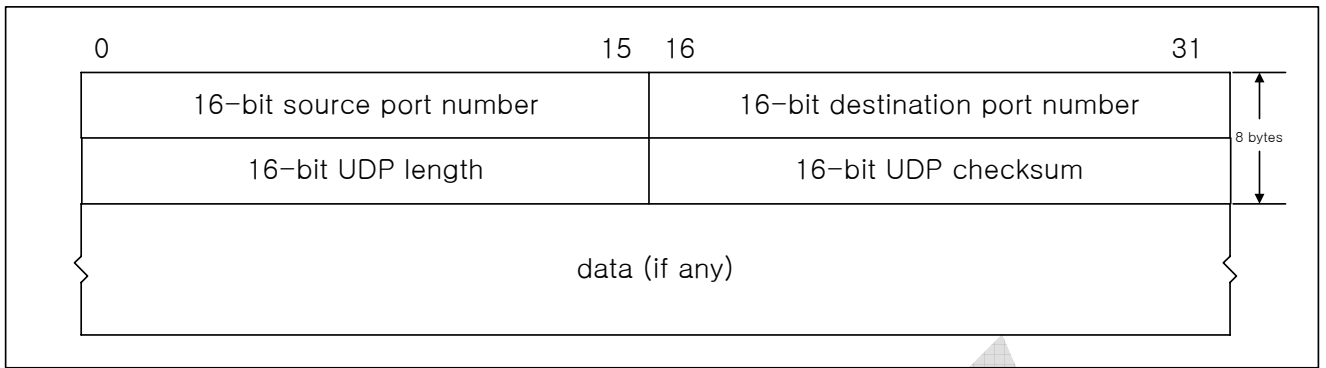 0 15 16 31
16-bit source port number 16-bit destination port number
8 bytes
16-bit UDP length 16-bit UDP checksum
data (if any)